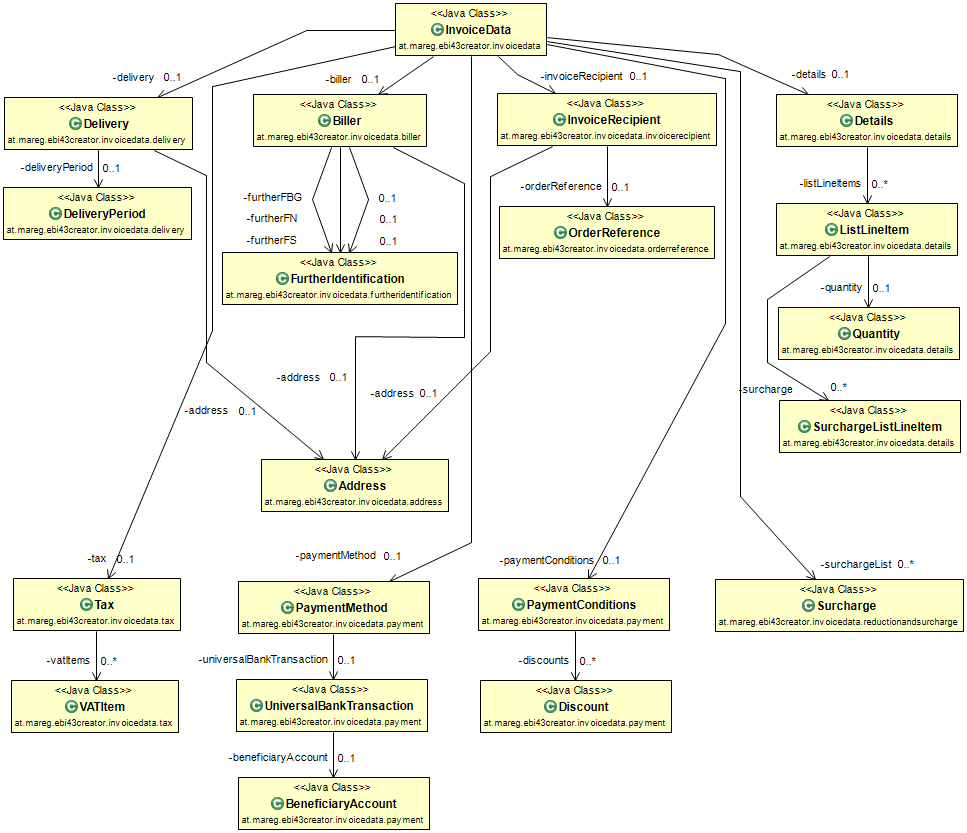 <<Java Class>>
InvoiceData
at.mareg.ebi43creator.invoicedata
-delivery 0..1
-biller 0..1
-invoiceRecipient 0..1
-details 0..1
<<Java Class>>
Delivery
at.mareg.ebi43creator.invoicedata.delivery
<<Java Class>>
Biller
at.mareg.ebi43creator.invoicedata.biller
<<Java Class>>
InvoiceRecipient
at.mareg.ebi43creator.invoicedata.invoicerecipient
<<Java Class>>
Details
at.mareg.ebi43creator.invoicedata.details
-deliveryPeriod 0..1
-furtherFBG 0..1
-furtherFN 0..1
-furtherFS 0..1
-orderReference 0..1
-listLineItems 0..*
<<Java Class>>
DeliveryPeriod
at.mareg.ebi43creator.invoicedata.delivery
<<Java Class>>
OrderReference
at.mareg.ebi43creator.invoicedata.orderreference
<<Java Class>>
ListLineItem
at.mareg.ebi43creator.invoicedata.details
<<Java Class>>
FurtherIdentification
at.mareg.ebi43creator.invoicedata.furtheridentification
-quantity 0..1
<<Java Class>>
Quantity
at.mareg.ebi43creator.invoicedata.details
-address 0..1
-address 0..1
-address 0..1
-surcharge 0..*
<<Java Class>>
SurchargeListLineItem
at.mareg.ebi43creator.invoicedata.details
<<Java Class>>
Address
at.mareg.ebi43creator.invoicedata.address
-tax 0..1
-paymentMethod 0..1
-paymentConditions 0..1
-surchargeList 0..*
<<Java Class>>
Tax
at.mareg.ebi43creator.invoicedata.tax
<<Java Class>>
PaymentMethod
at.mareg.ebi43creator.invoicedata.payment
<<Java Class>>
PaymentConditions
at.mareg.ebi43creator.invoicedata.payment
<<Java Class>>
Surcharge
at.mareg.ebi43creator.invoicedata.reductionandsurcharge
-vatItems 0..*
-universalBankTransaction 0..1
-discounts 0..*
<<Java Class>>
VATItem
at.mareg.ebi43creator.invoicedata.tax
<<Java Class>>
UniversalBankTransaction
at.mareg.ebi43creator.invoicedata.payment
<<Java Class>>
Discount
at.mareg.ebi43creator.invoicedata.payment
-beneficiaryAccount 0..1
<<Java Class>>
BeneficiaryAccount
at.mareg.ebi43creator.invoicedata.payment